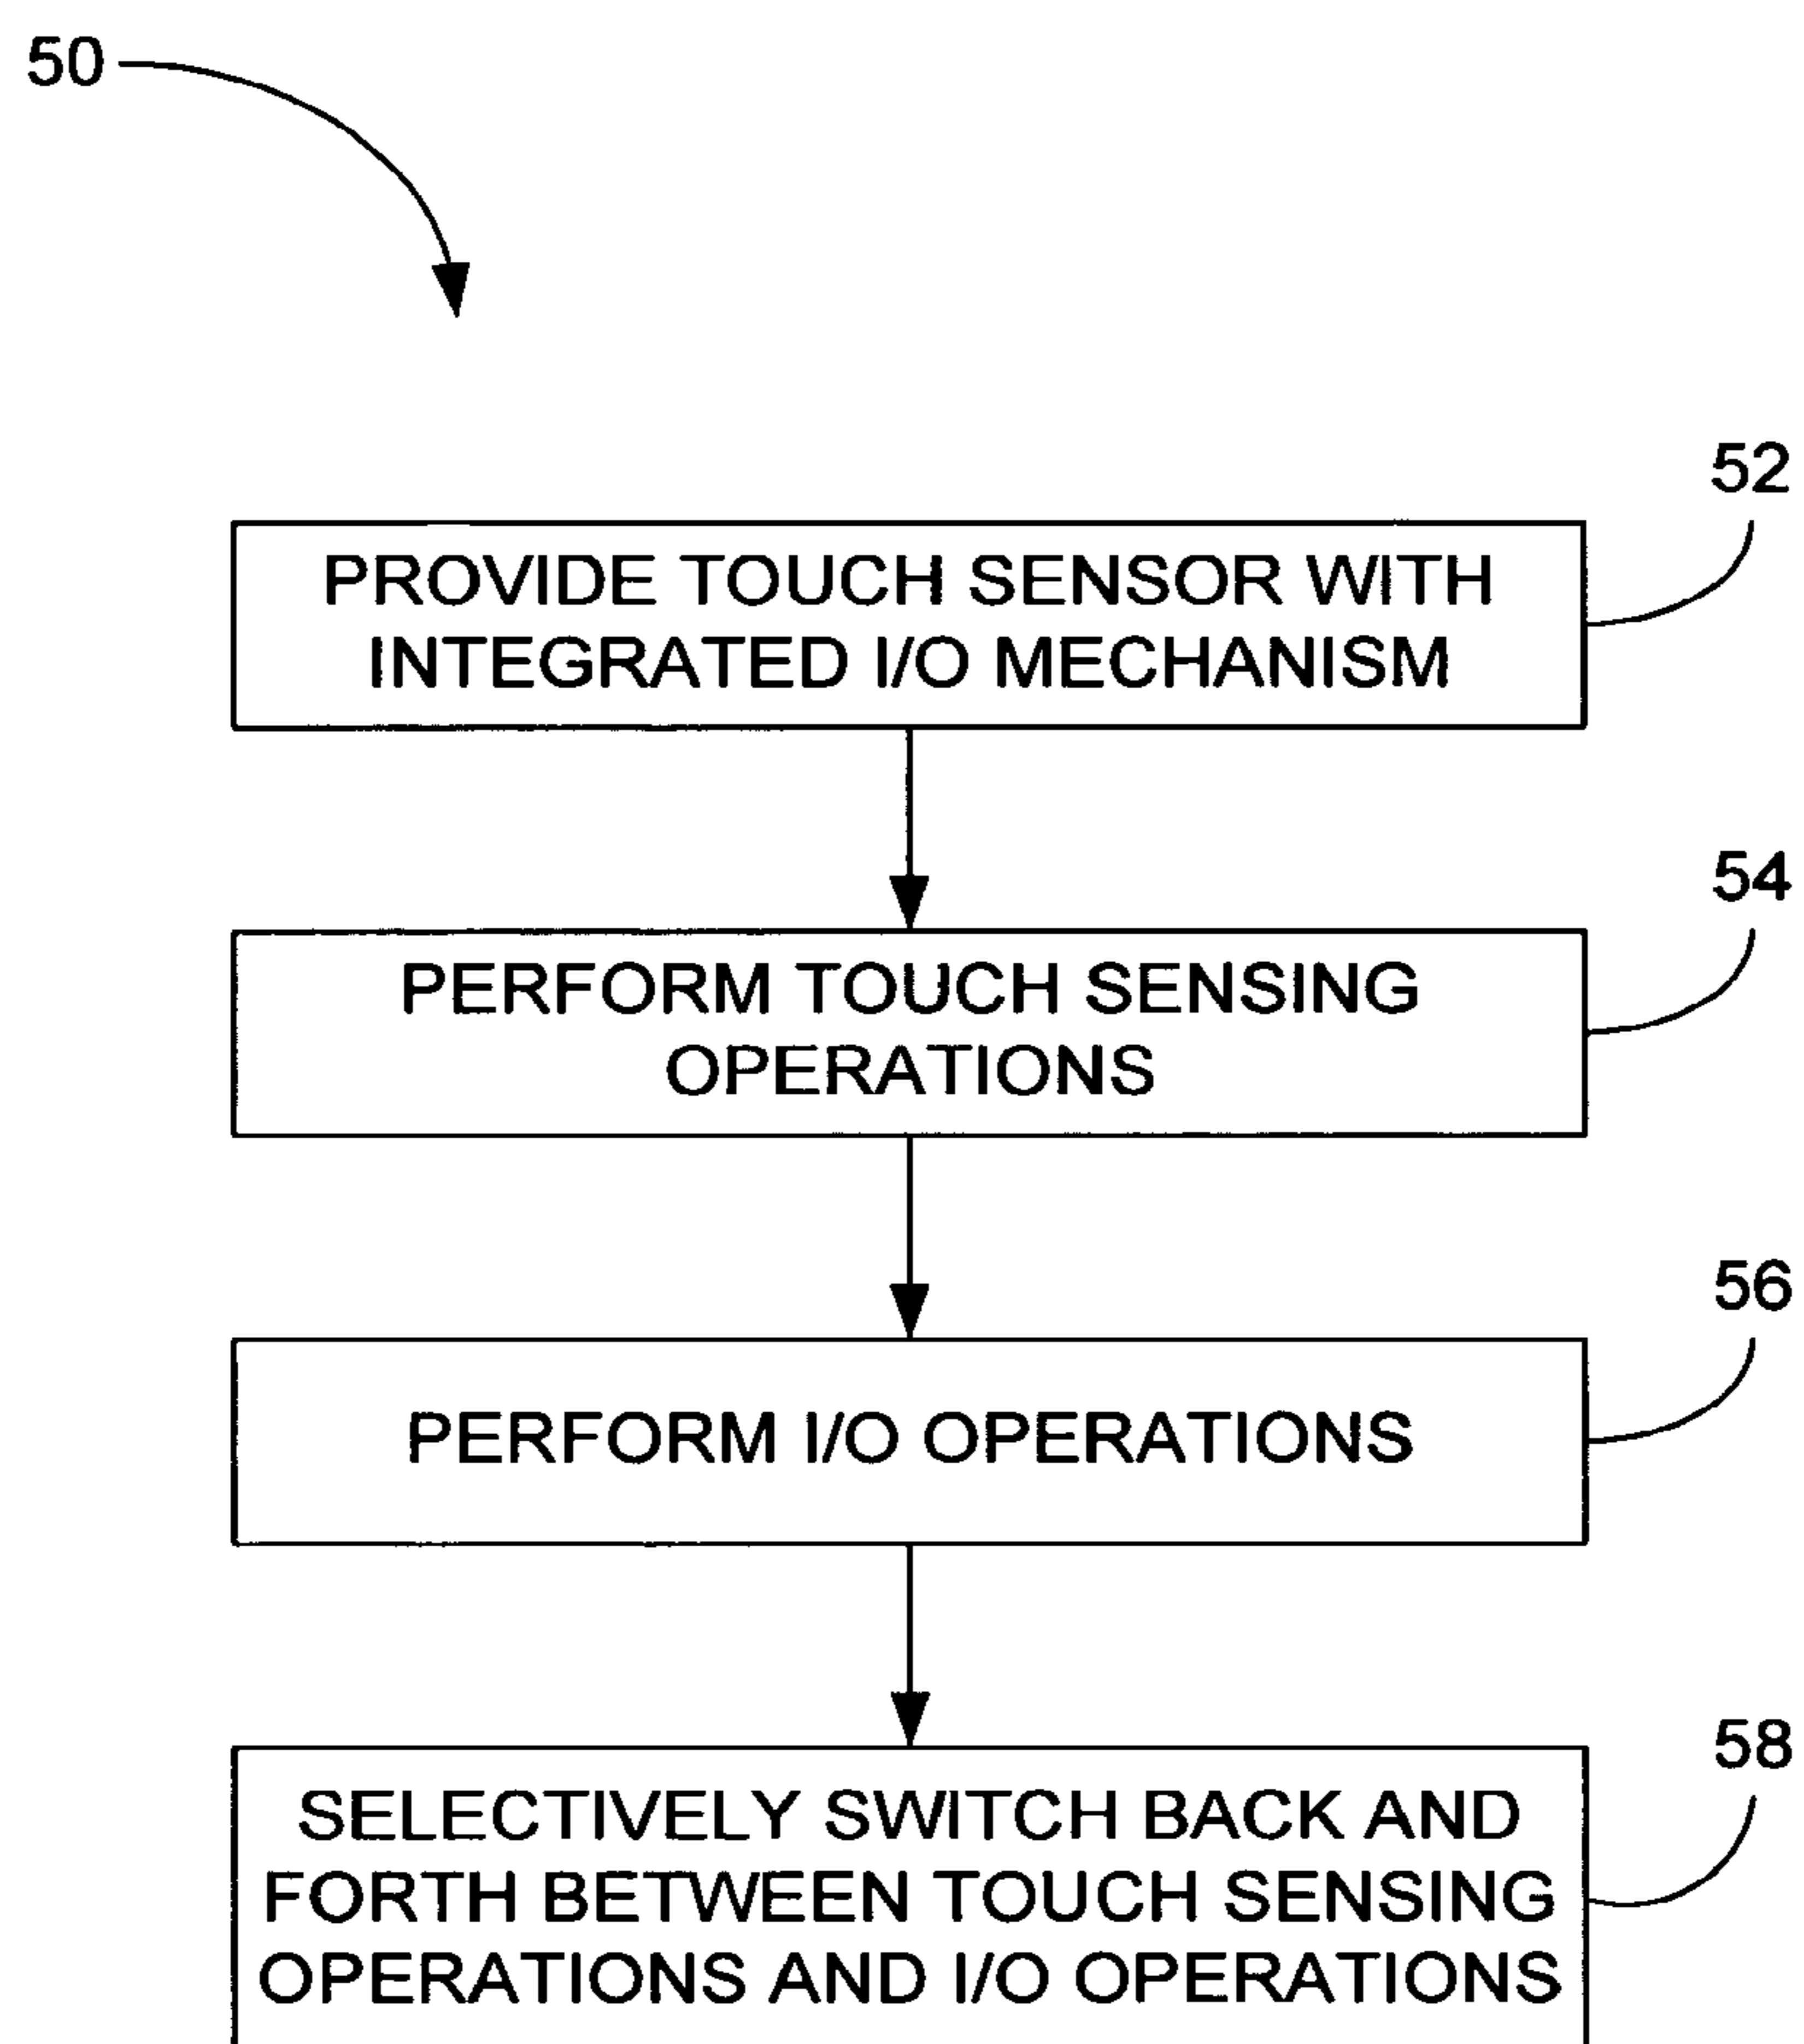 50
52
PROVIDE TOUCH SENSOR WITH
INTEGRATED I/O MECHANISM
54
PERFORM TOUCH SENSING
OPERATIONS
56
PERFORM I/O OPERATIONS
58
SELECTIVELY SWITCH BACK AND
FORTH BETWEEN TOUCH SENSING
OPERATIONS AND I/O OPERATIONS